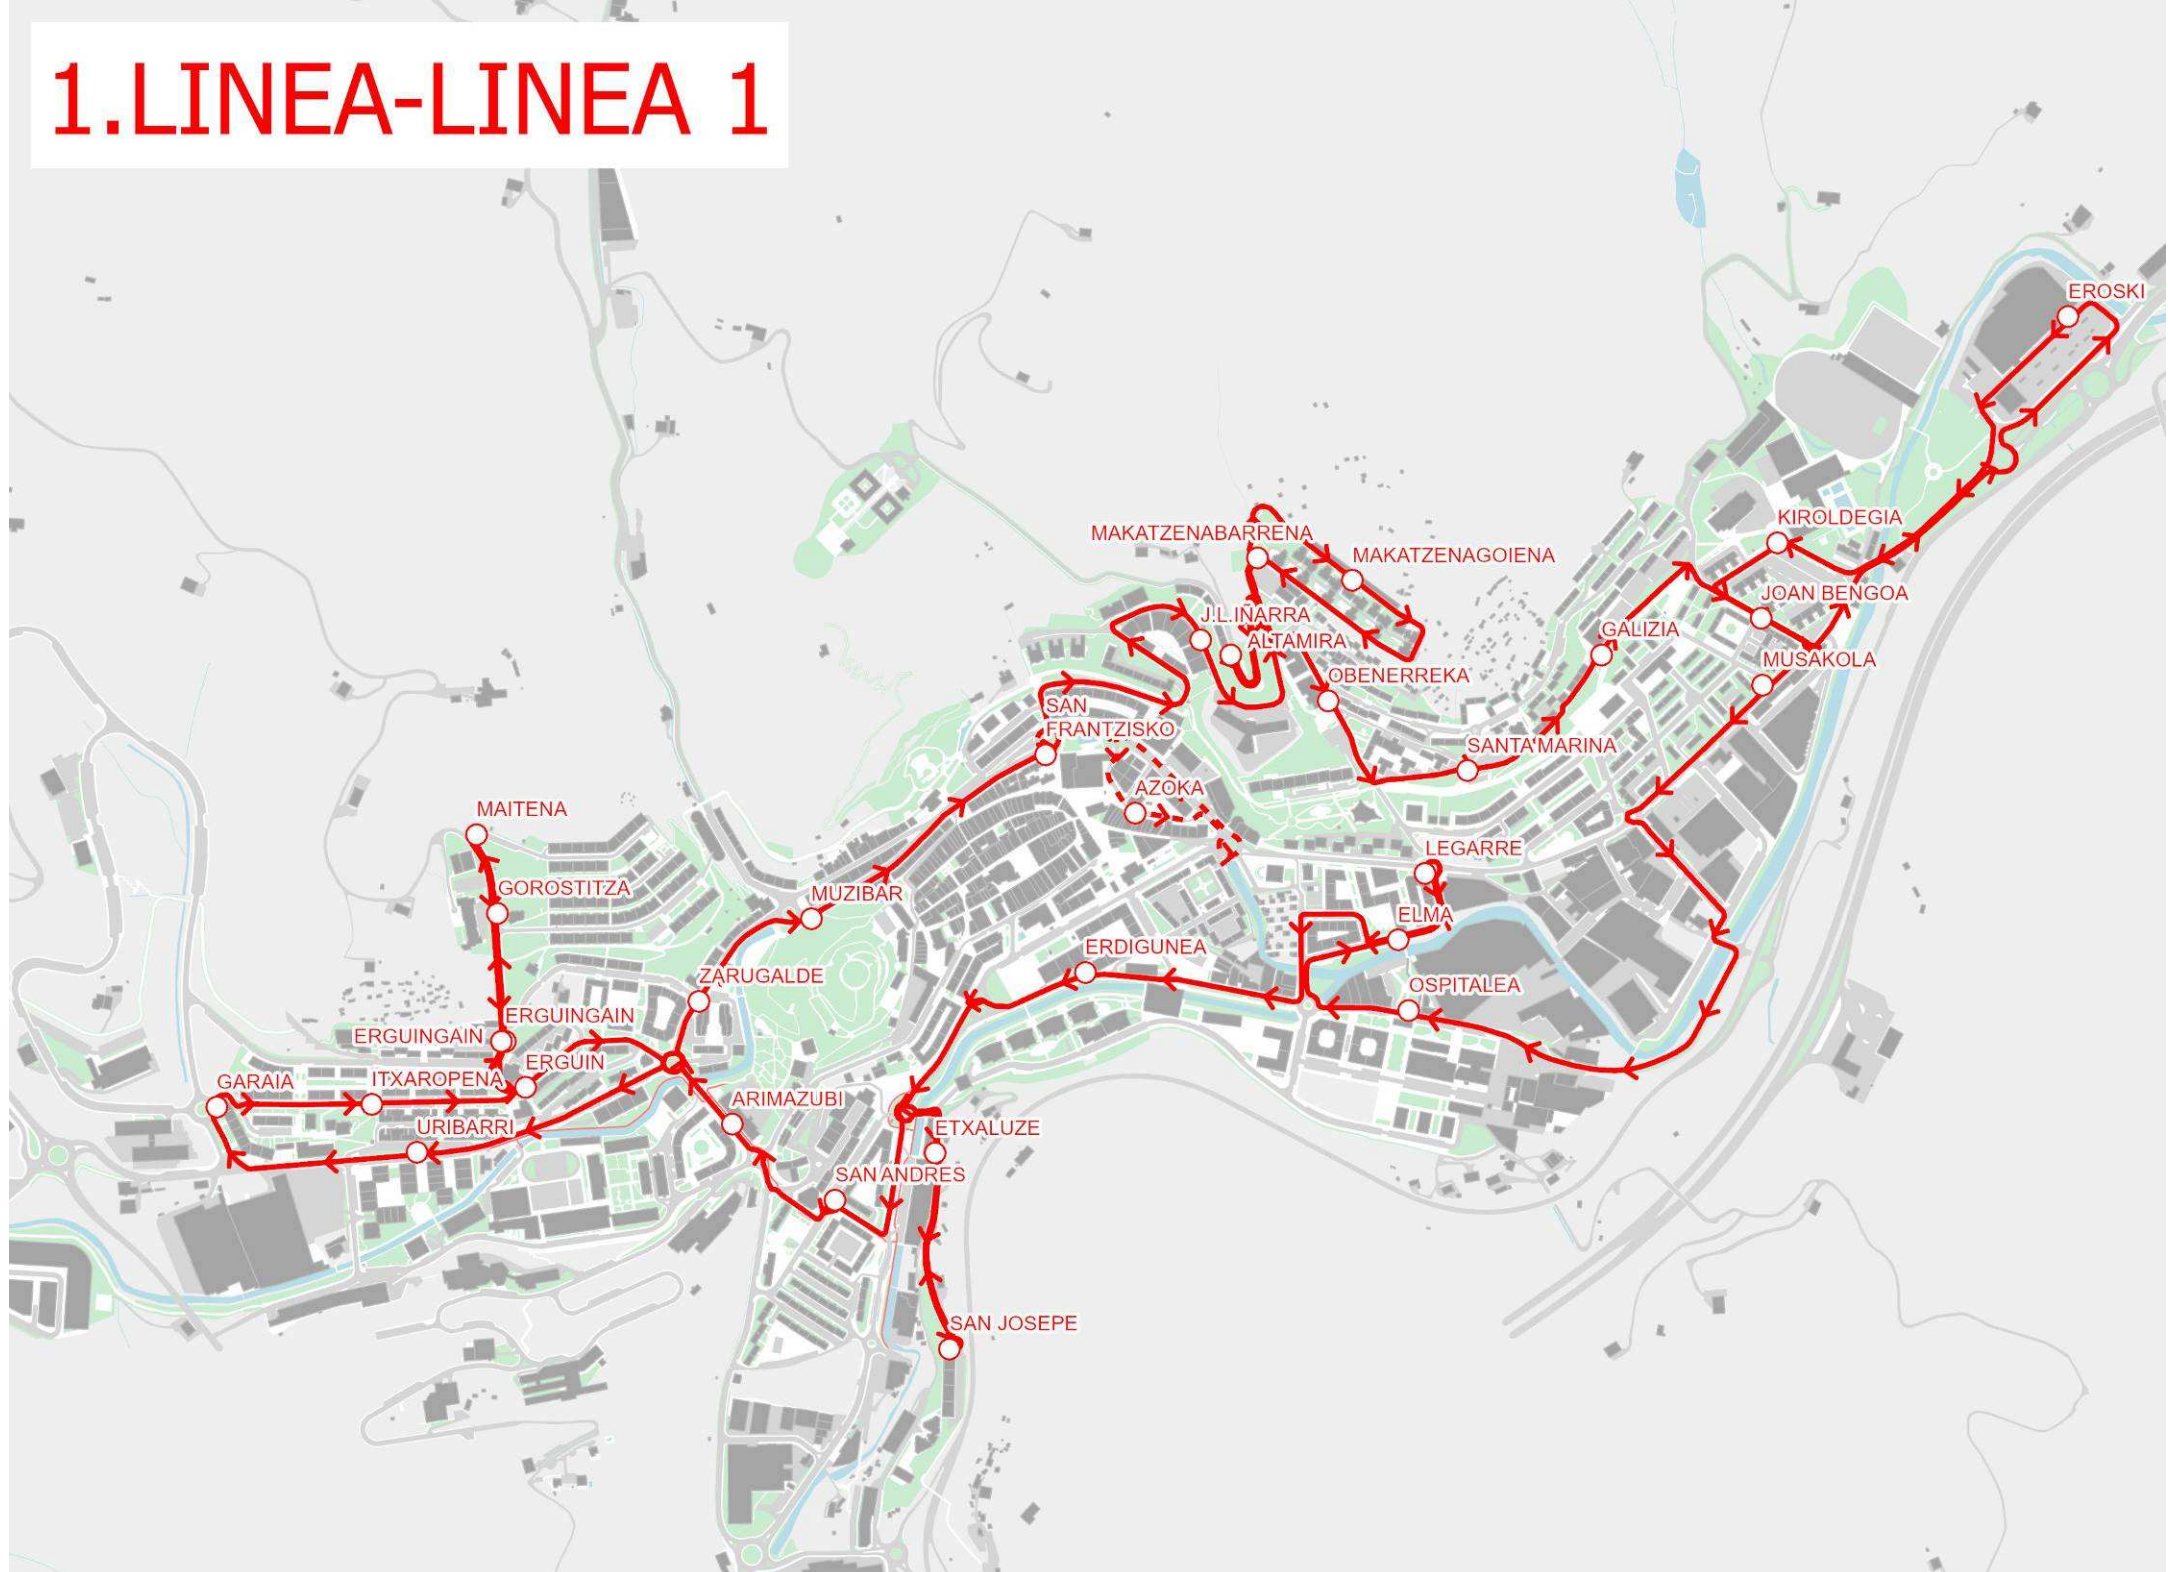 1.LINEA-LINEA 1
EROSKI
KIROLDEGIA
MAKATZENABARRENA
MAKATZENAGOIENA
JOAN BENGOA
J.L.IÑARRA
GALIZIA
ALTAMIRA
MUSAKOLA
OBENERREKA
SAN
FRANTZISKO
SANTA MARINA
AZOKA
MAITENA
LEGARRE
GOROSTITZA
MUZIBAR
ELMA
ERDIGUNEA
ZARUGALDE
OSPITALEA
ERGUINGAIN
ERGUINGAIN
ERGUIN
GARAIA
ITXAROPENA
ARIMAZUBI
URIBARRI
ETXALUZE
SAN ANDRES
SAN JOSEPE